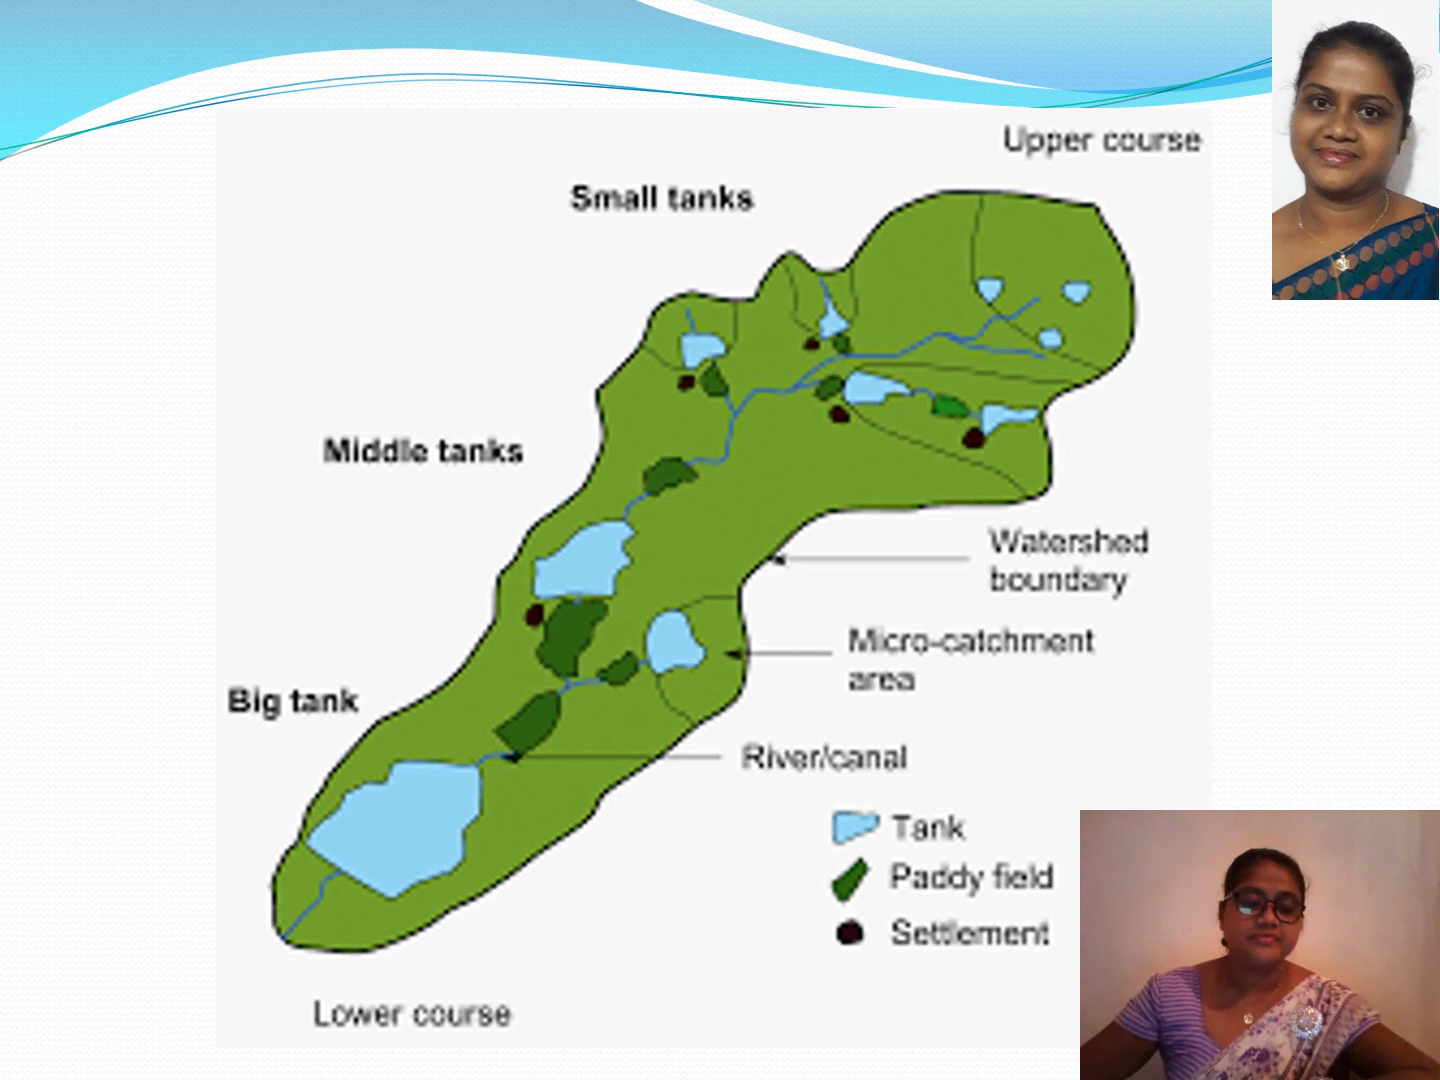 Upper course
Small tanks
Middle tanks
Watershed
boundary
Micro-catchment
area
Big tank
River/canal
Tank
Paddy field
Settlement
Lower course